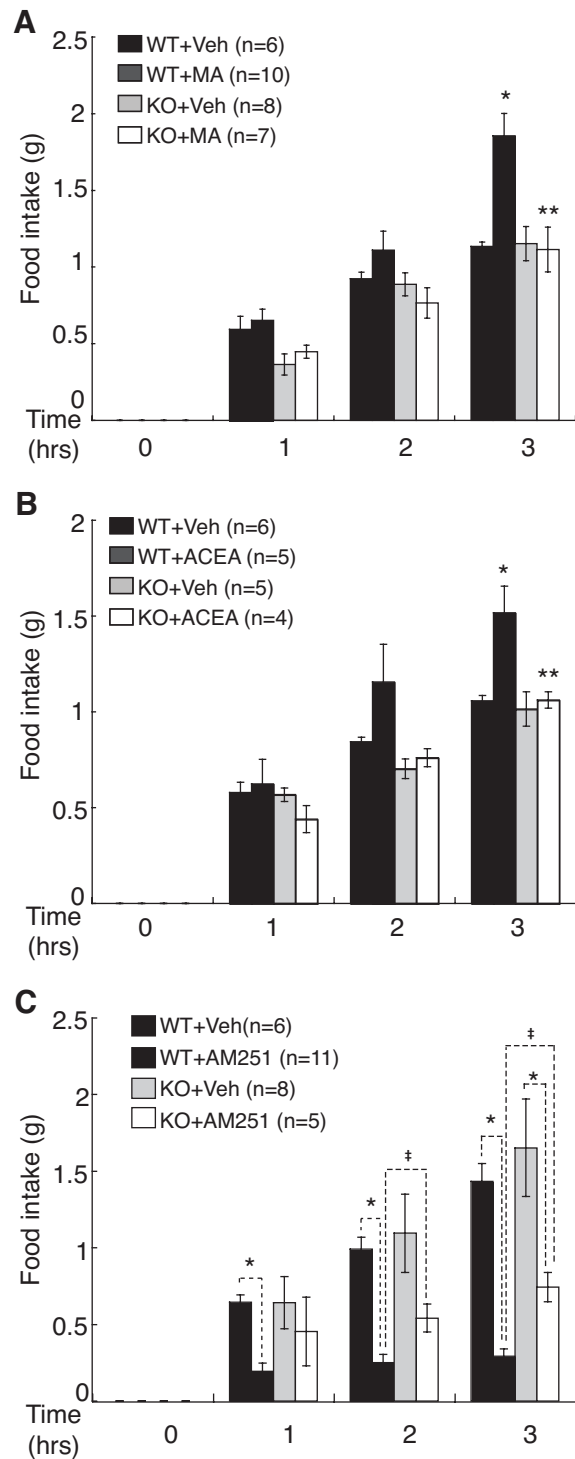 A
2.5
WT+Veh (n=6)
WT+MA (n=10)
KO+Veh (n=8)
KO+MA (n=7)
2
*
1.5
**
Food intake (g)
1
0.5
0
Time
(hrs)
0 1 2 3
B
2
WT+Veh (n=6)
WT+ACEA (n=5)
KO+Veh (n=5)
KO+ACEA (n=4)
*
1.5
**
Food intake (g)
1
0.5
0
Time
(hrs)
0 1 2 3
C
2.5
WT+Veh(n=6)
WT+AM251 (n=11)
KO+Veh (n=8)
KO+AM251 (n=5)
‡
2
* *
‡
1.5
*
Food intake (g)
1
*
0.5
0
Time
(hrs)
0 1 2 3